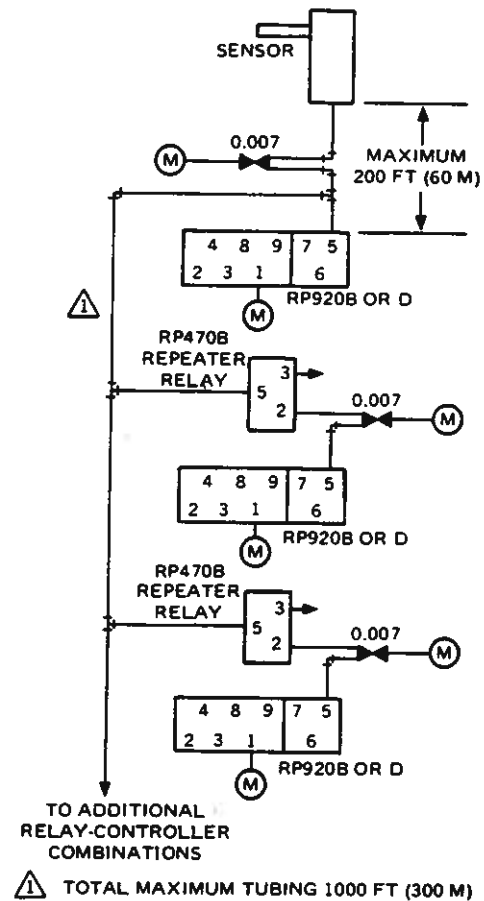 SENSOR
0.007
M
MAXIMUM
200 FT (60 M)
4 8 9 7 5
2 3 1 6
RP920B OR D
M
1
RP470B
REPEATER
RELAY
3
5
2
0.007
M
4 8 9 7 5
2 3 1 6
RP920B OR D
M
RP470B
REPEATER
RELAY
3
5
2
0.007
M
4 8 9 7 5
2 3 1 6
RP920B OR D
M
TO ADDITIONAL
RELAY-CONTROLLER
COMBINATIONS
1 TOTAL MAXIMUM TUBING 1000 FT (300 M)